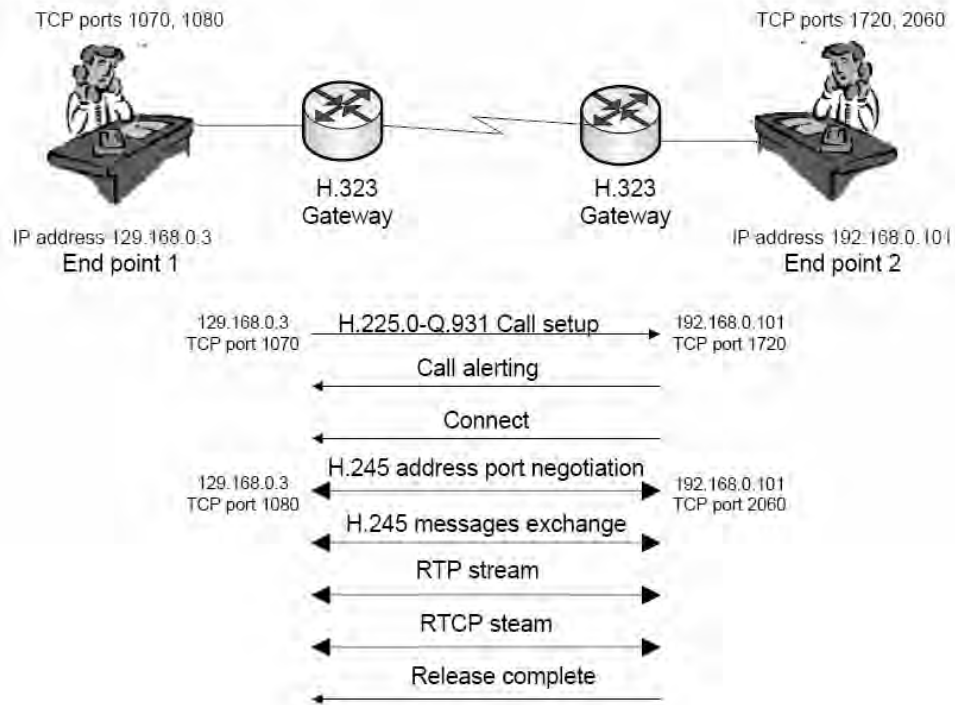 TCP ports 1070, 1080
TCP ports 1720, 2060
H.323
Gateway
H.323
Gateway
IP address 129.168.0.3
End point 1
IP address 192.168.0.101
End point 2
129.168.0.3
TCP port 1070
H.225.0-Q.931 Call setup
192.168.0.101
TCP port 1720
Call alerting
Connect
H.245 address port negotiation
129.168.0.3
TCP port 1080
192.168.0.101
TCP port 2060
H.245 messages exchange
RTP stream
RTCP steam
Release complete